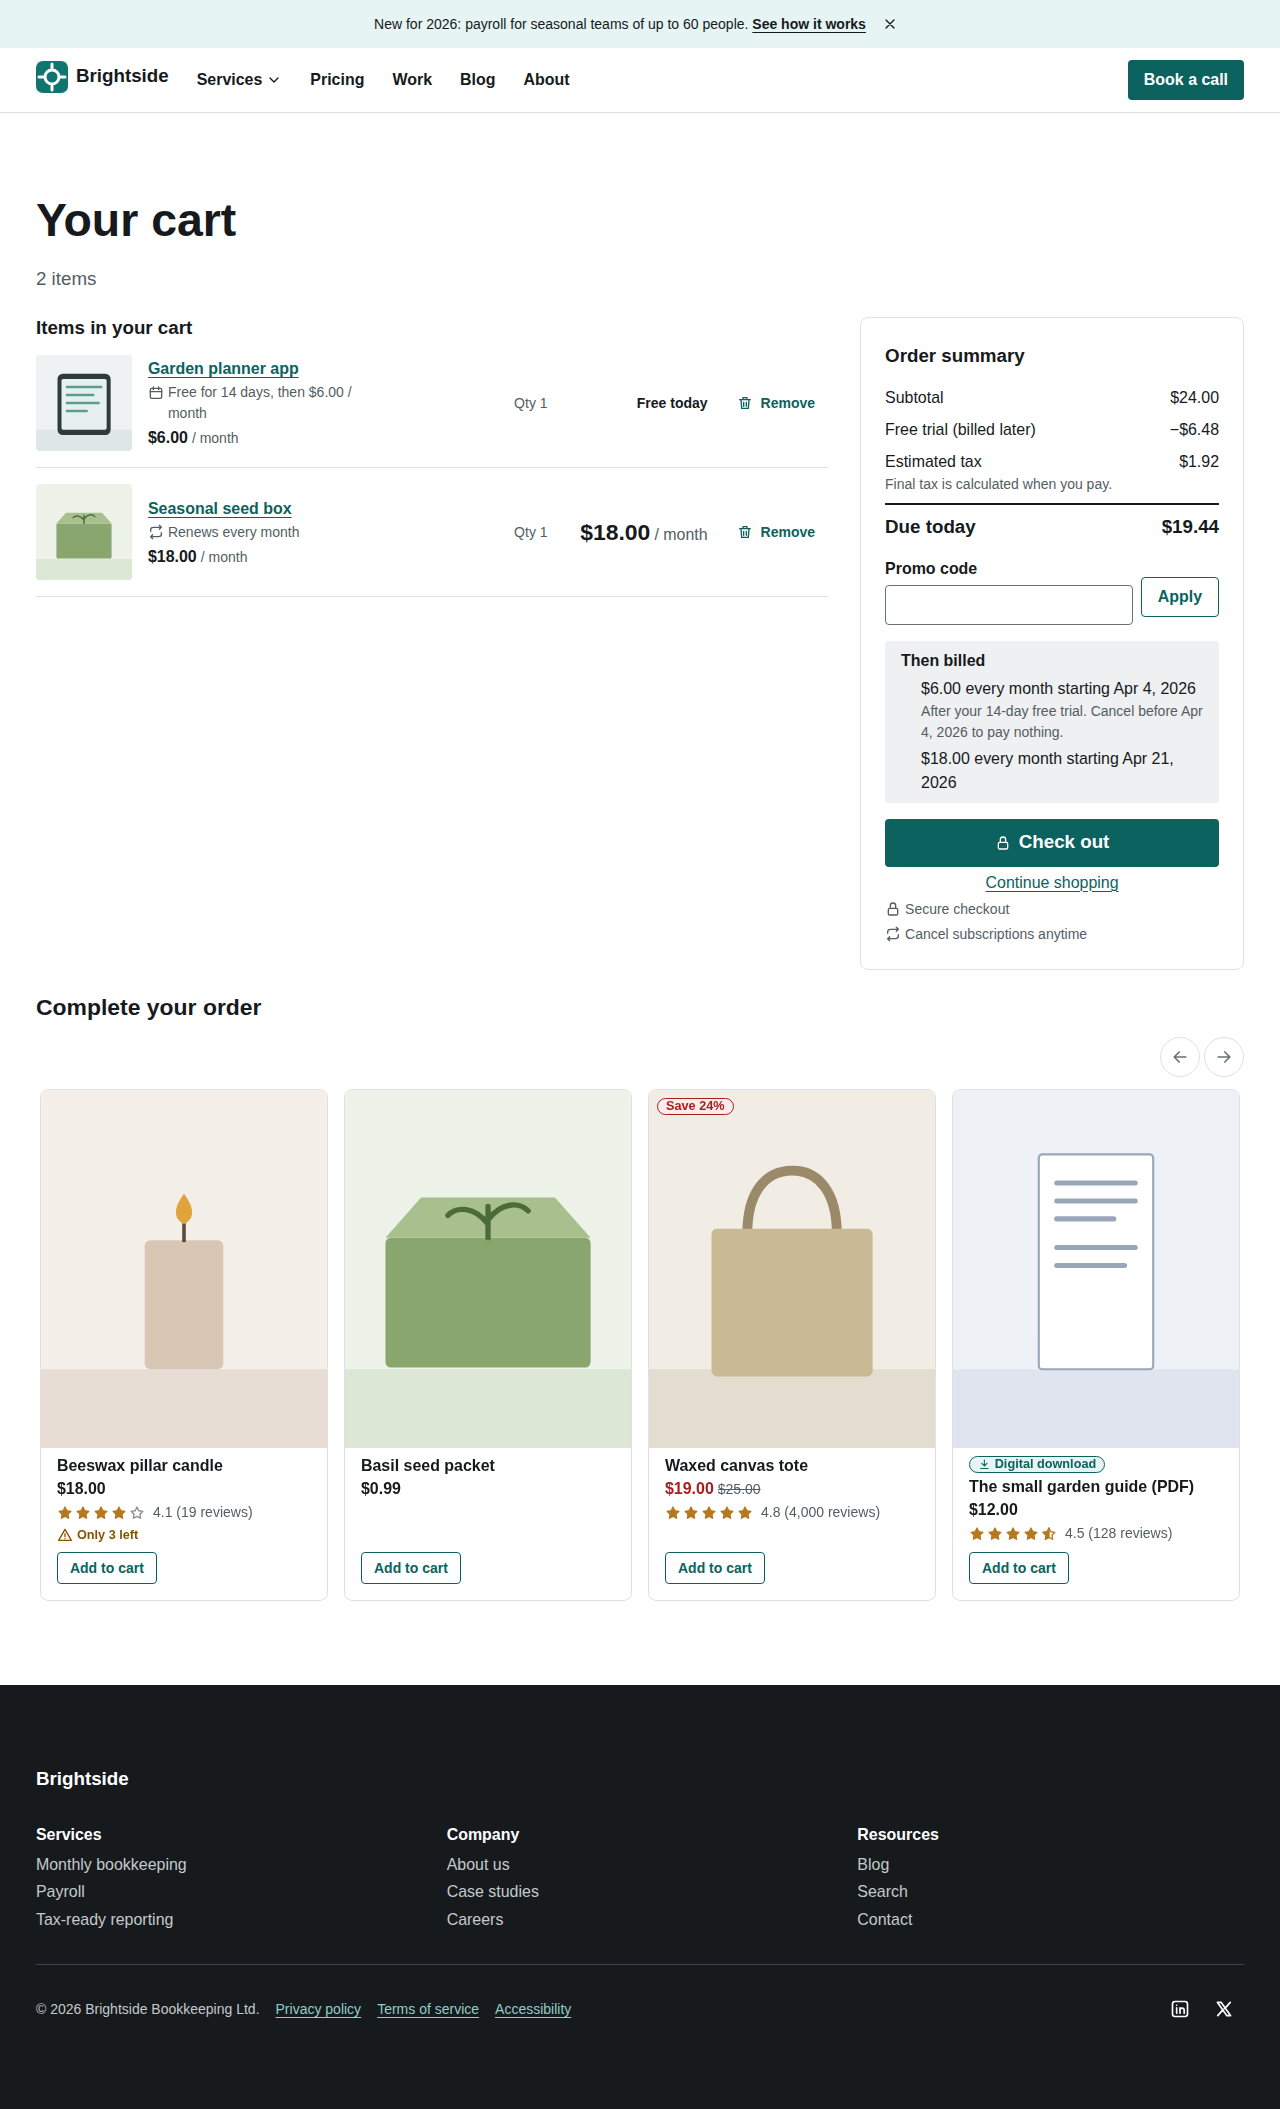 New for 2026: payroll for seasonal teams of up to 60 people. See how it works
Brightside
Services
Pricing
Work
Blog
About
Book a call
Your cart
2 items
Items in your cart
Garden planner app
Free for 14 days, then $6.00 /
month
$6.00 / month
Qty 1
Free today
Remove
Seasonal seed box
Renews every month
$18.00 / month
Qty 1
$18.00 / month
Remove
Order summary
Subtotal $24.00
Free trial (billed later) −$6.48
Estimated tax $1.92
Final tax is calculated when you pay.
Due today $19.44
Promo code
Apply
Then billed
$6.00 every month starting Apr 4, 2026
After your 14-day free trial. Cancel before Apr
4, 2026 to pay nothing.
$18.00 every month starting Apr 21,
2026
Check out
Continue shopping
Secure checkout
Cancel subscriptions anytime
Complete your order
Beeswax pillar candle
$18.00
4.1 (19 reviews)
Only 3 left
Add to cart
Basil seed packet
$0.99
Add to cart
Save 24%
Waxed canvas tote
$19.00 $25.00
4.8 (4,000 reviews)
Add to cart
Digital download
The small garden guide (PDF)
$12.00
4.5 (128 reviews)
Add to cart
Brightside
Services
Monthly bookkeeping
Payroll
Tax-ready reporting
Company
About us
Case studies
Careers
Resources
Blog
Search
Contact
© 2026 Brightside Bookkeeping Ltd. Privacy policy Terms of service Accessibility